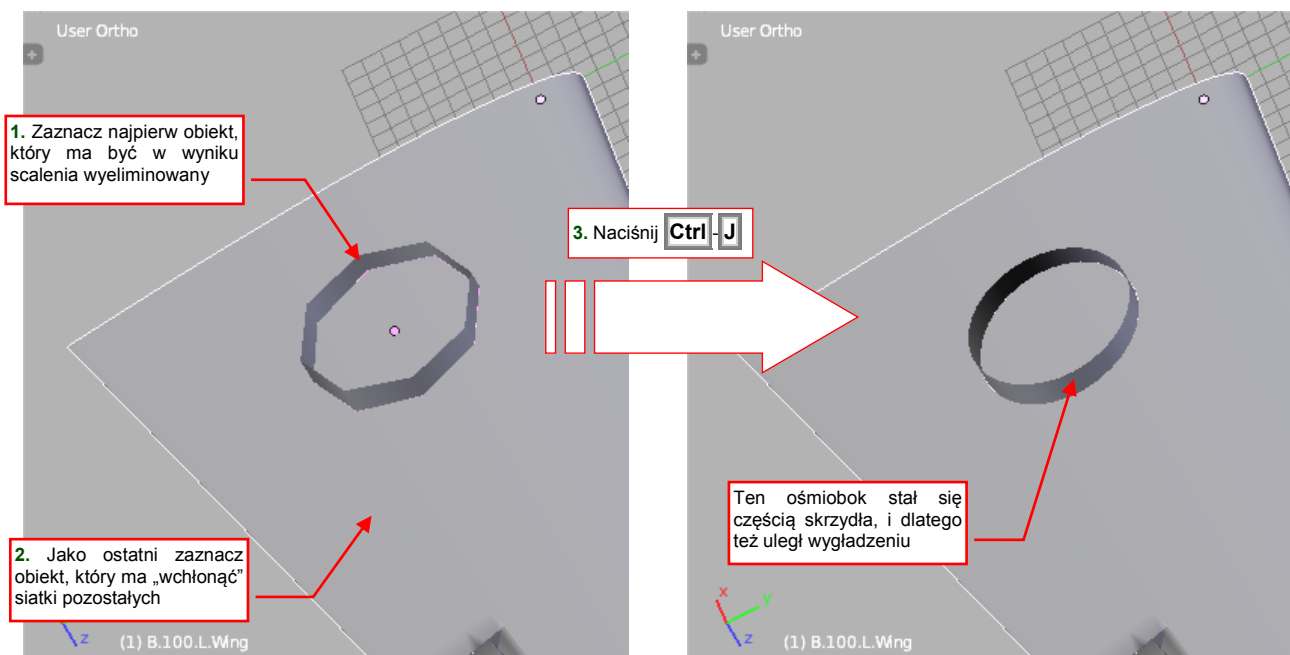 User Ortho
1. Zaznacz najpierw obiekt,
który ma być w wyniku
scalenia wyeliminowany
2. Jako ostatni zaznacz
obiekt, który ma „wchłonąć”
siatki pozostałych
z
(1) B.100.L.Wing
3. Naciśnij Ctrl-J
User Ortho
Ten ośmiobok stał się
częścią skrzydła, i dlatego
też uległ wygładzeniu
x
y
z
(1) B.100.L.Wing